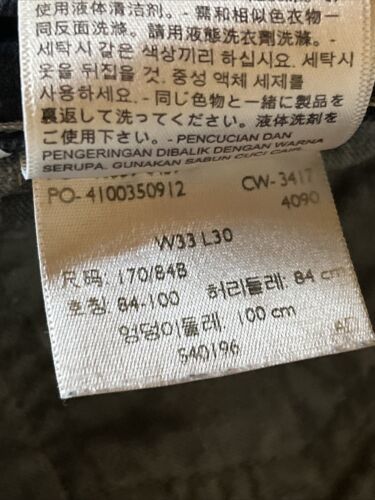 使用液体清洁剂。- 需和相似色衣物一
同反面洗滌。請用液態洗衣劑洗滌。-
세탁시 같은 색상끼리 하십시오. 세탁시
옷을 뒤집을 것. 중성 액체 세제를
사용하세요. - 同じ色物と一緒に製品を
裏返して洗ってください。液体洗剤を
ご使用下さい。- PENCUCIAN DAN
PENGERINGAN DIBALIK DENGAN WARNA
SERUPA. GUNAKAN SABUN CUCI CAIR.
PO- 4100350912
CW- 3417
4090
W33 L30
尺码: 170/84B
호칭: 84-100 허리둘레: 84 cm
엉덩이둘레: 100 cm
540196